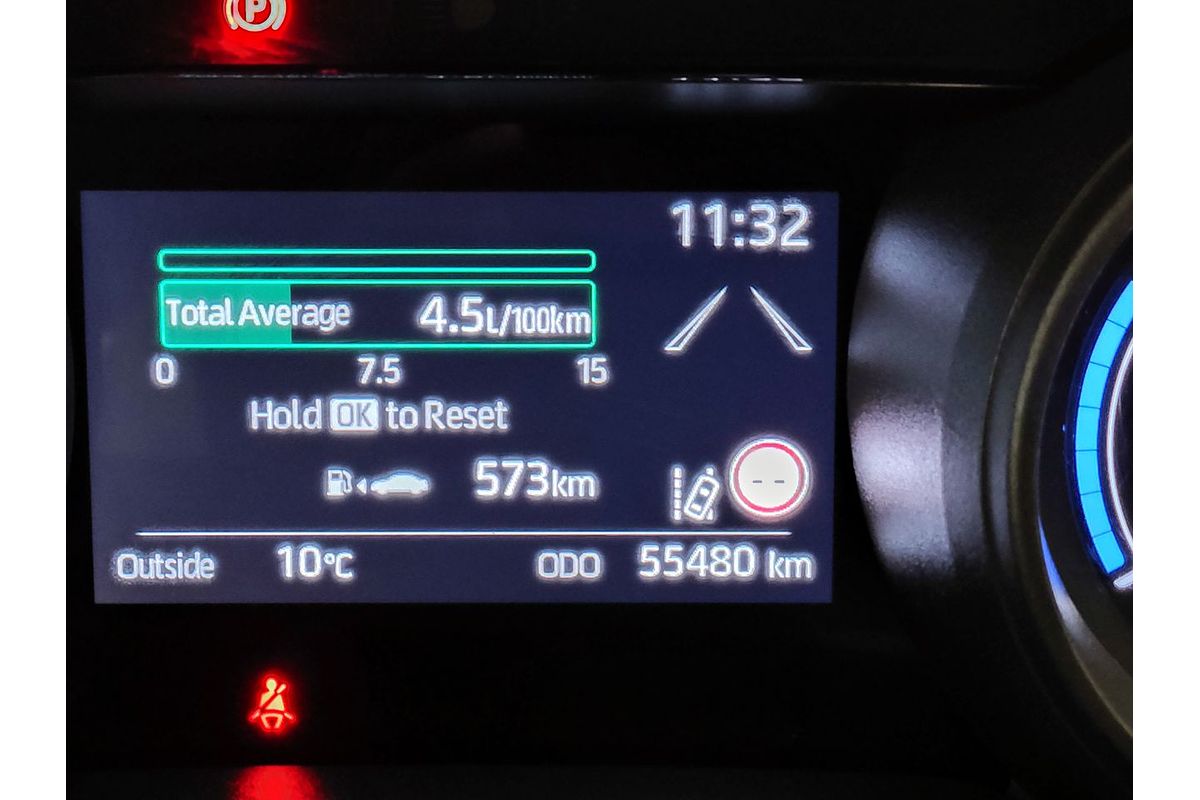 P
11:32
Total Average 4.5L/100km
0 7.5 15
Hold OK to Reset
573km
--
Outside 10°C ODO 55480 km